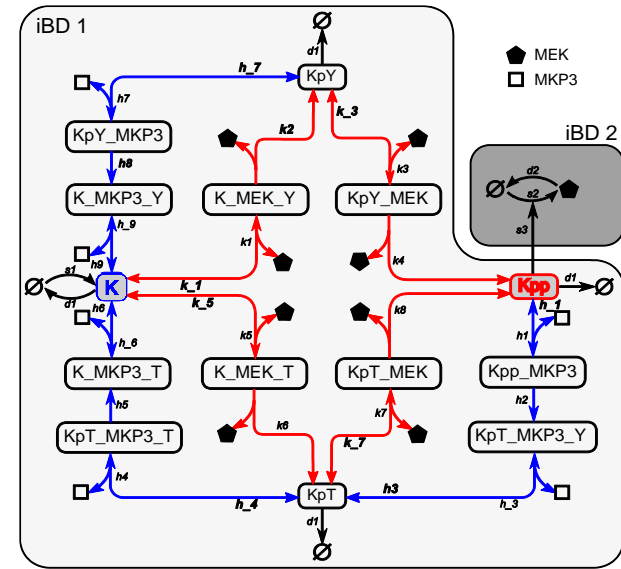 iBD 1
Ø
d1
MEK
h_7
KpY
MKP3
h7
k_3
k2
iBD 2
KpY_MKP3
h8
k3
d2
Ø
s2
K_MKP3_Y
K_MEK_Y
KpY_MEK
h_9
k1
s3
h9
k4
s1
Ø
K
k_1
Kpp
d1
Ø
d1
h6
k_5
h_1
h_6
k5
k8
h1
K_MKP3_T
K_MEK_T
KpT_MEK
Kpp_MKP3
h5
k6
k7
h2
KpT_MKP3_T
k_7
KpT_MKP3_Y
h4
KpT
h_3
h_4
h3
d1
Ø